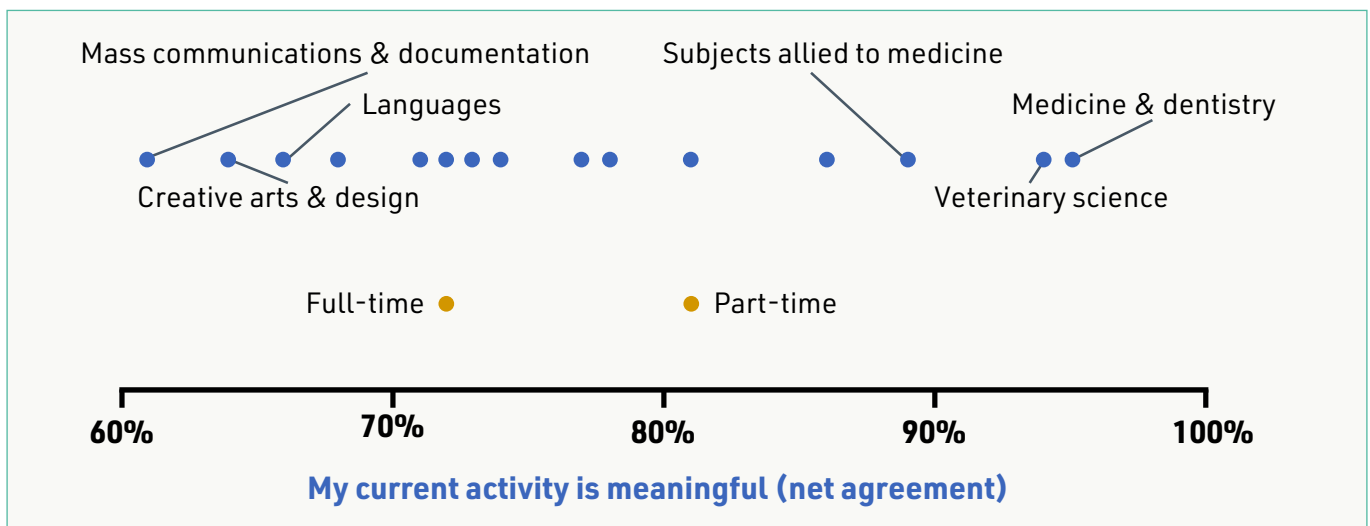 Mass communications & documentation
Subjects allied to medicine
Languages
Medicine & dentistry
Creative arts & design
Veterinary science
Full-time
Part-time
60%
70%
80%
90%
100%
My current activity is meaningful (net agreement)